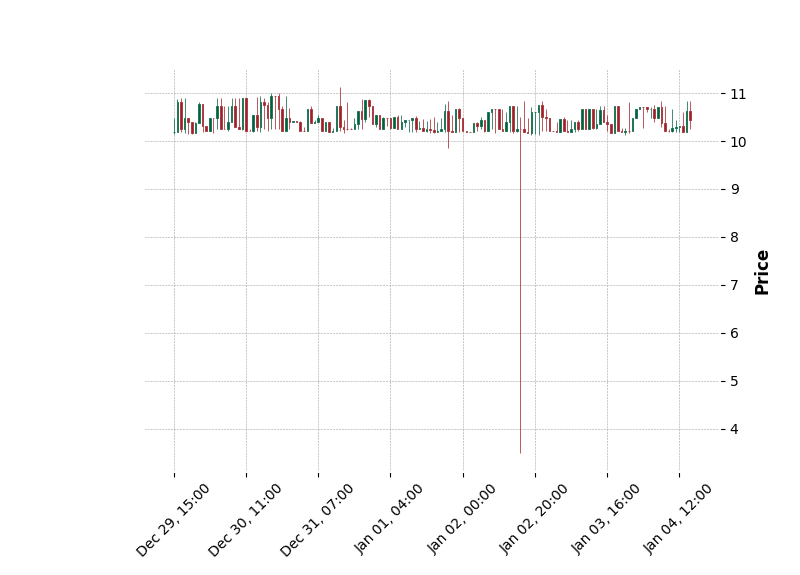 11
10
9
8
7
6
5
4
Price
Dec 29, 15:00
Dec 30, 11:00
Dec 31, 07:00
Jan 01, 04:00
Jan 02, 00:00
Jan 02, 20:00
Jan 03, 16:00
Jan 04, 12:00